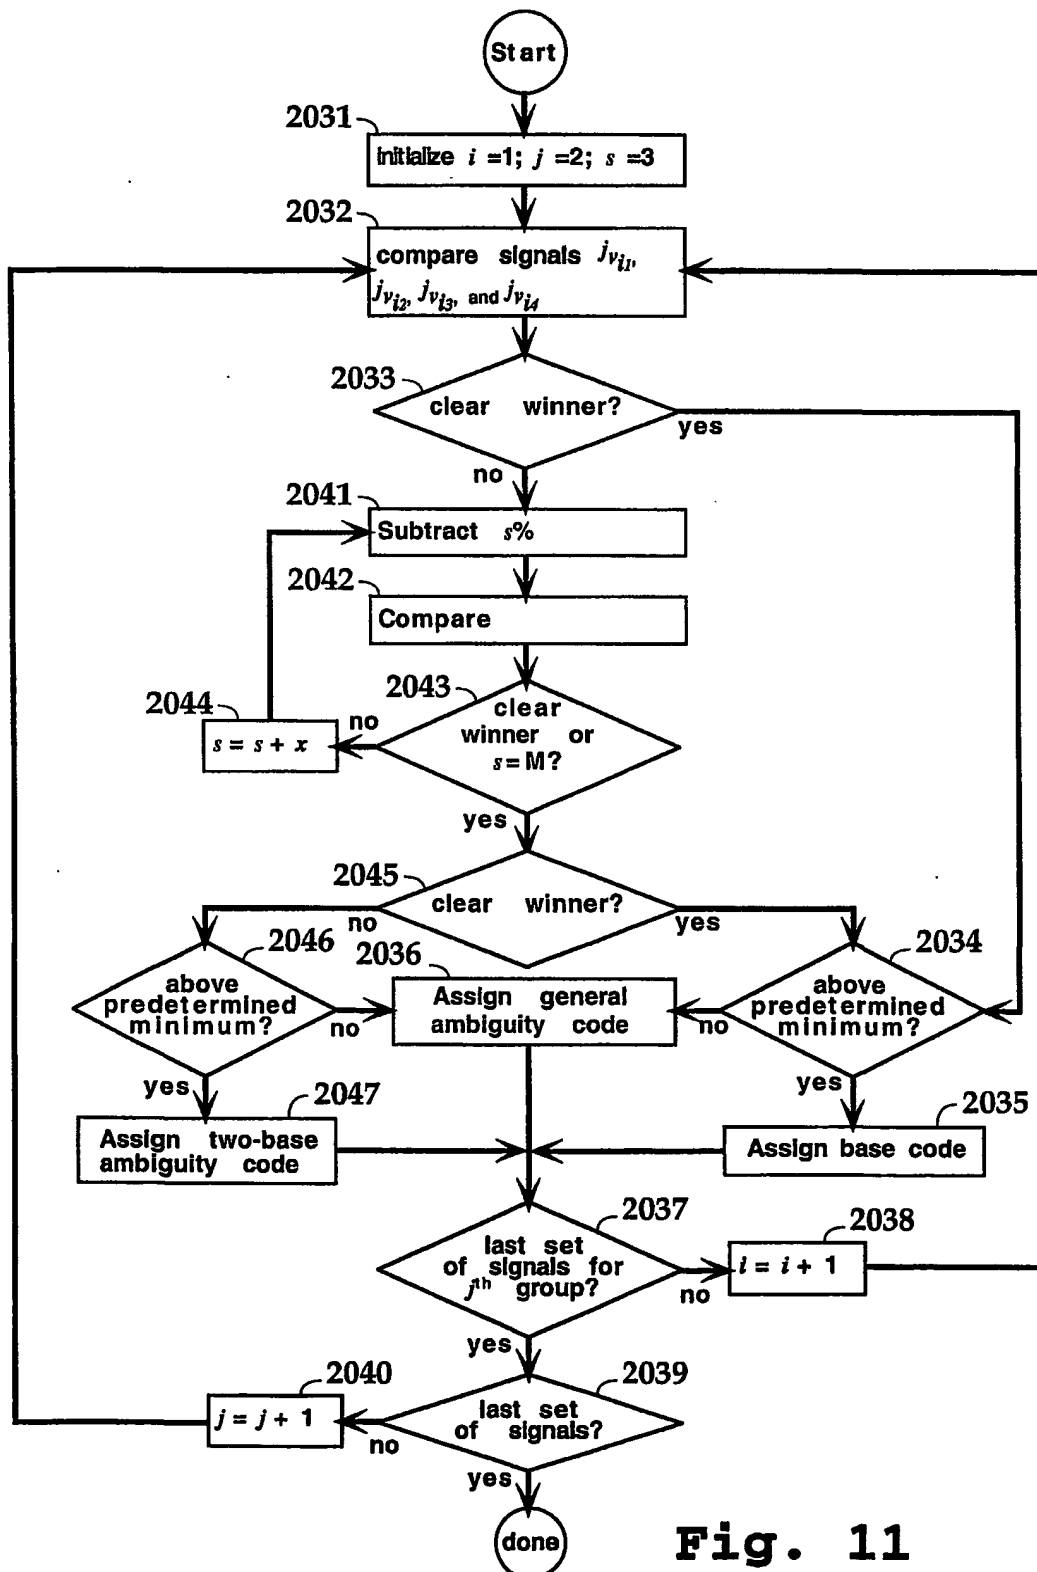 Start
2031
initialize i =1; j =2; s =3
2032
compare signals jvi1,
jvi2, jvi3, and jvi4
2033
clear winner?
yes
no
2041
Subtract s%
2042
Compare
2043
clear
winner or
s=M?
2044
no
s = s + x
yes
2045
clear winner?
no
yes
2046
above
predetermined
minimum?
no
2036
Assign general
ambiguity code
2034
above
predetermined
minimum?
no
yes
2047
Assign two-base
ambiguity code
yes
2035
Assign base code
2037
last set
of signals for
jth group?
no
2038
i = i + 1
yes
2039
last set
of signals?
2040
j = j + 1
no
yes
done
Fig. 11